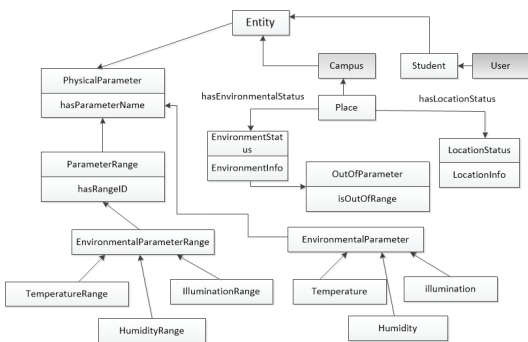 Entity
Campus
Student
User
PhysicalParameter
hasParameterName
hasEnvironmentalStatus
Place
hasLocationStatus
EnvironmentStat
us
EnvironmentInfo
LocationStatus
LocationInfo
ParameterRange
hasRangeID
OutOfParameter
isOutOfRange
EnvironmentalParameterRange
EnvironmentalParameter
TemperatureRange
IlluminationRange
Temperature
illumination
HumidityRange
Humidity